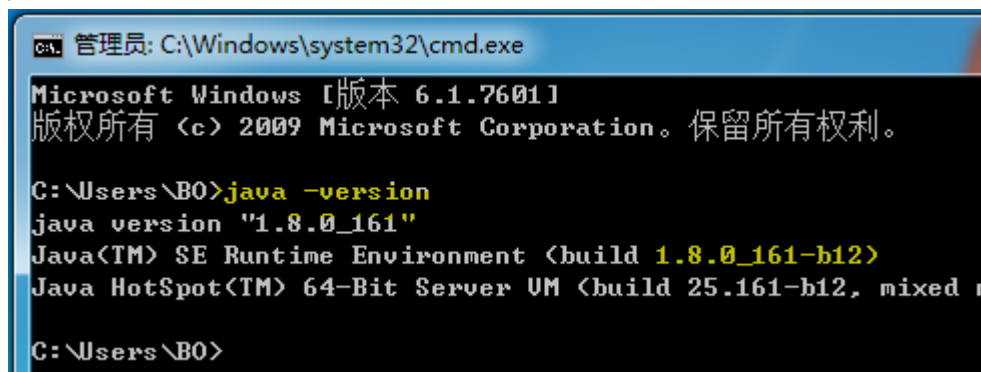 管理员: C:\Windows\system32\cmd.exe
Microsoft Windows [版本 6.1.7601]
版权所有 (c) 2009 Microsoft Corporation。保留所有权利。
C:\Users\BO>java -version
java version "1.8.0_161"
Java(TM) SE Runtime Environment (build 1.8.0_161-b12)
Java HotSpot(TM) 64-Bit Server VM (build 25.161-b12, mixed
C:\Users\BO>